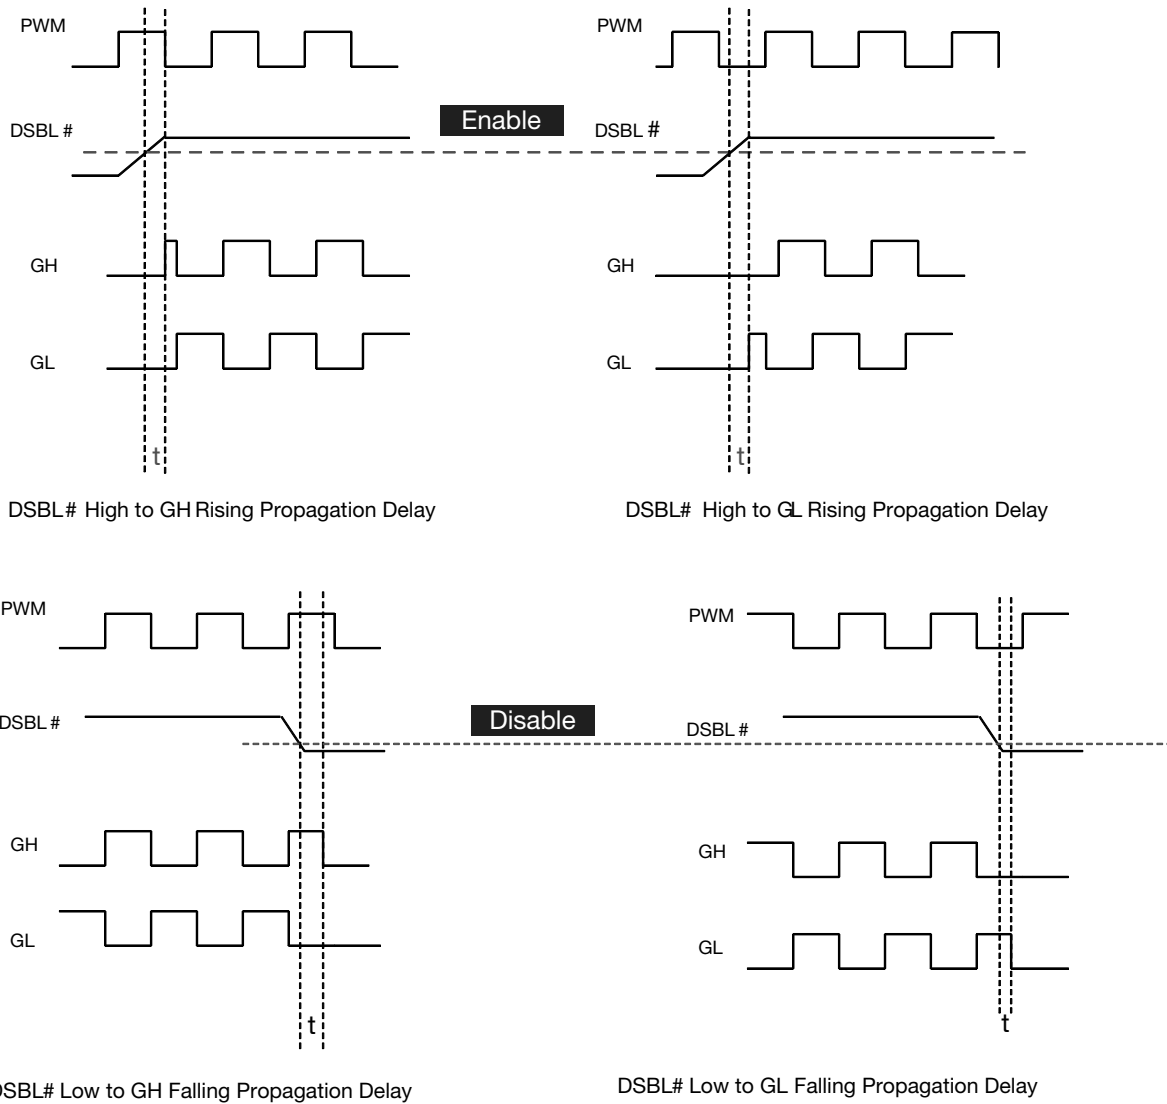 PWM
PWM
DSBL #
Enable
DSBL #
GH
GH
GL
GL
t
t
DSBL# High to GH Rising Propagation Delay
DSBL# High to GL Rising Propagation Delay
PWM
PWM
DSBL #
Disable
DSBL #
GH
GH
GL
GL
t
t
DSBL# Low to GH Falling Propagation Delay
DSBL# Low to GL Falling Propagation Delay